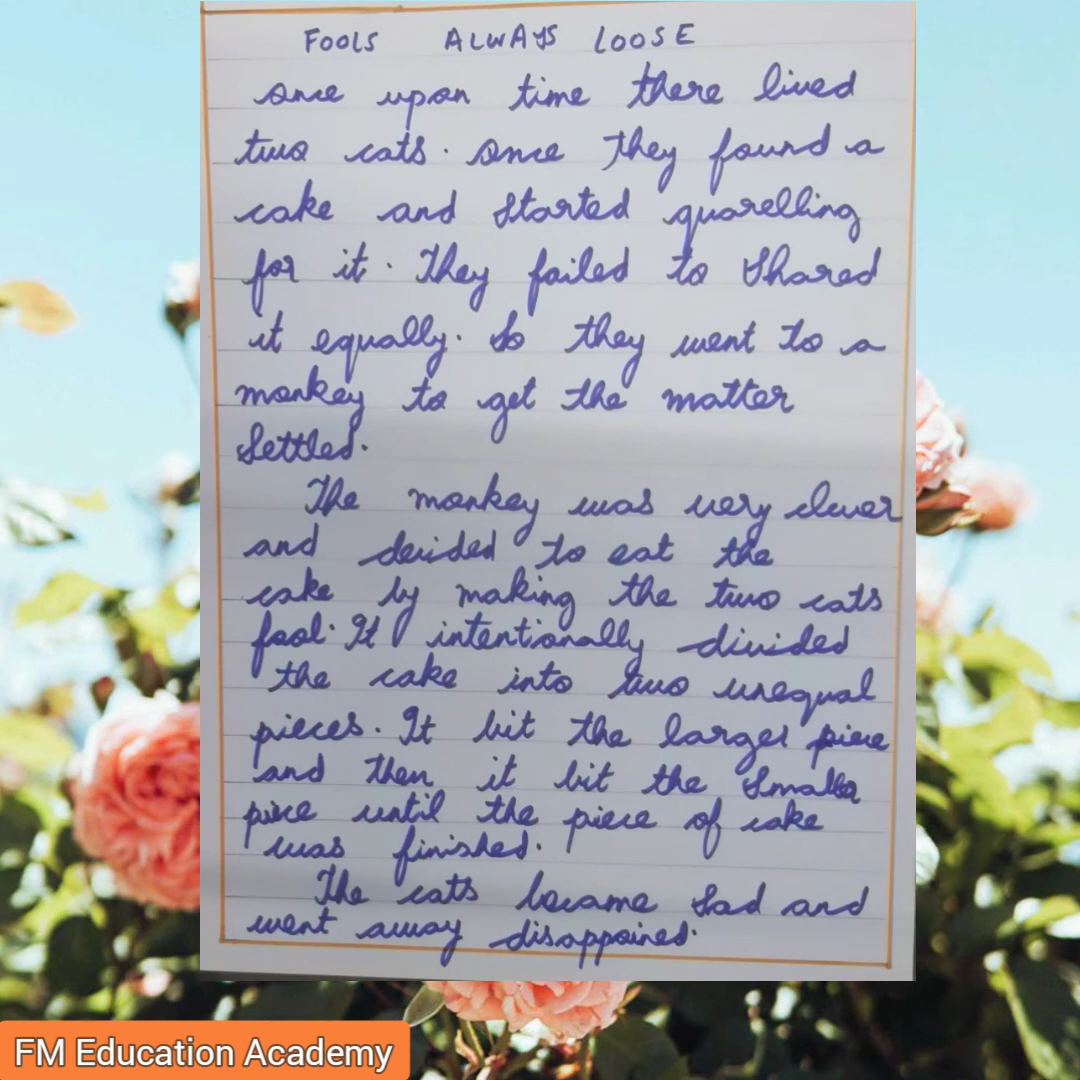 FOOLS ALWAYS LOOSE
once upon time there lived
two cats. Once they found a
cake and started quarelling
for it. They failed to shared
it equally. So they went to a
monkey to get the matter
settled.
The monkey was very clever
and decided to eat the
cake by making the two cats
fool. It intentionally divided
the cake into two unequal
pieces. It bit the larger piece
and then it bit the smaller
piece until the piece of cake
was finished.
The cats became sad and
went away disappoined.
FM Education Academy